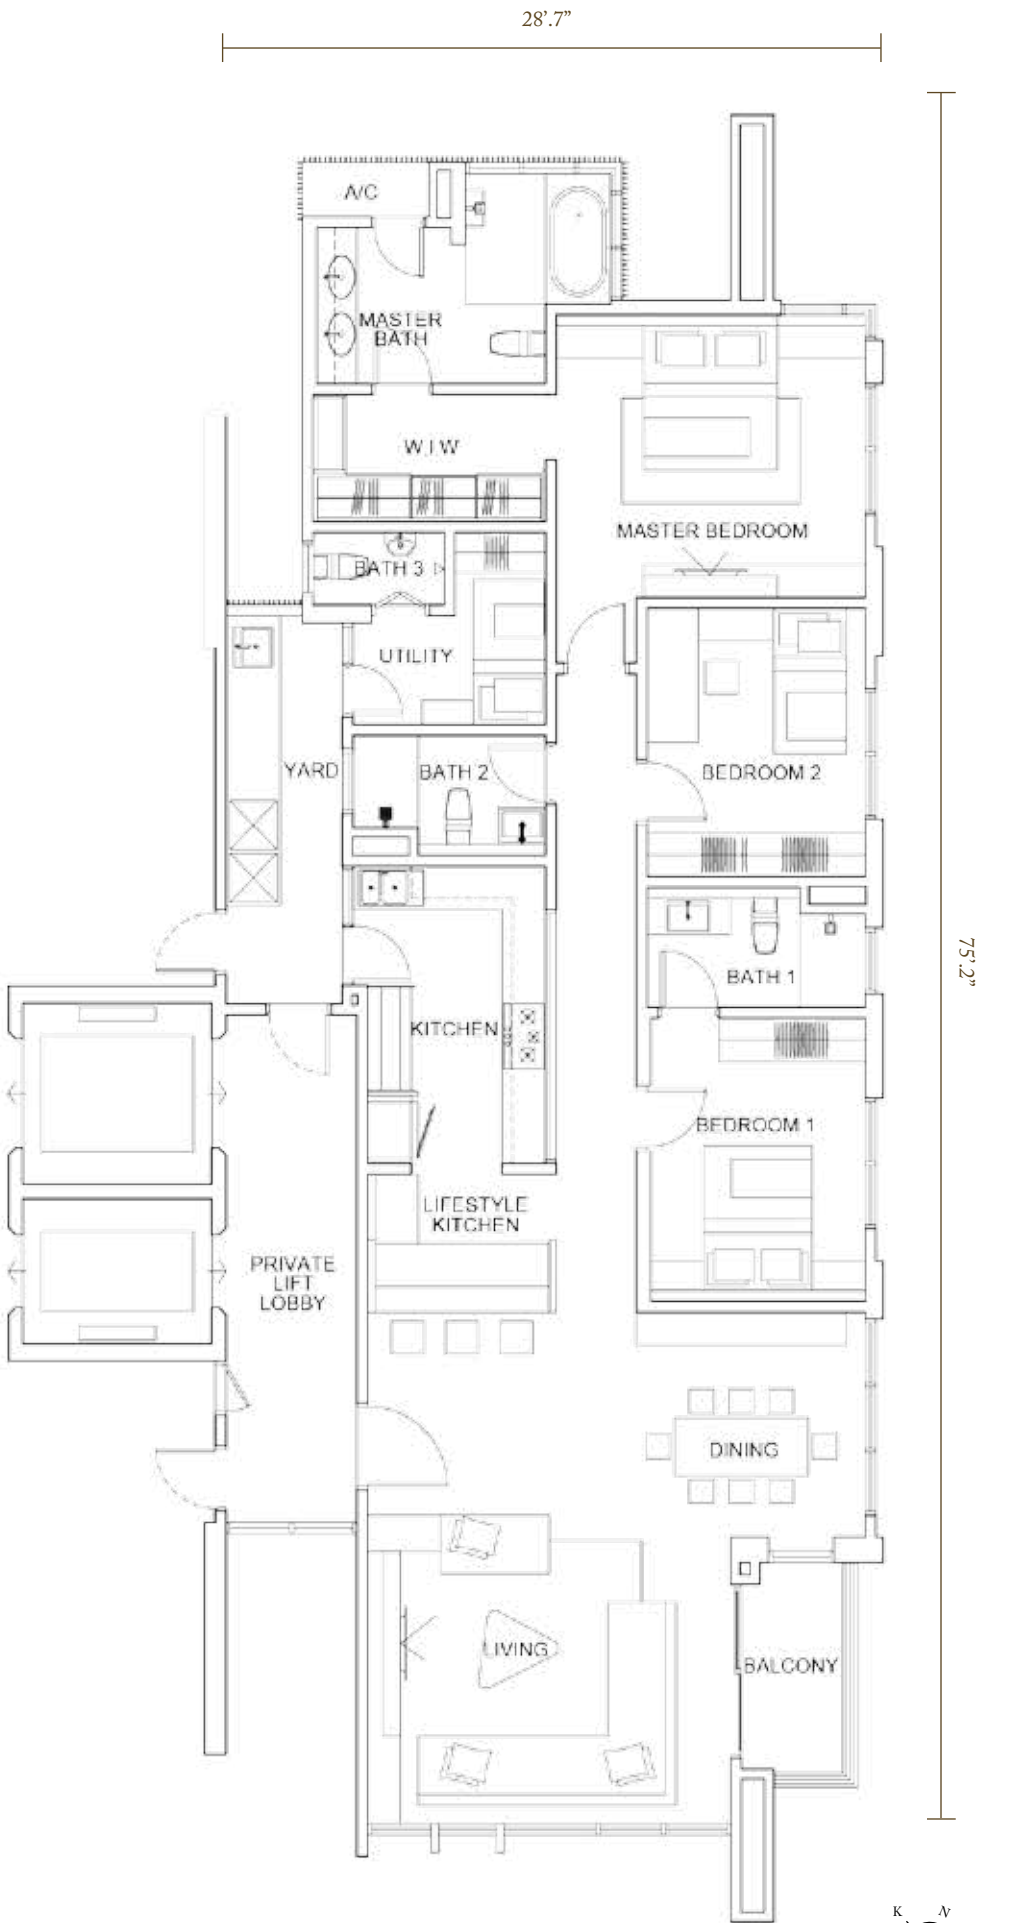 28'.7"
A/C
MASTER
BATH
W.I.W
MASTER BEDROOM
BATH 3
UTILITY
YARD
BATH 2
BEDROOM 2
BATH 1
KITCHEN
BEDROOM 1
LIFESTYLE
KITCHEN
PRIVATE
LIFT
LOBBY
DINING
LIVING
BALCONY
75'.2"
K N